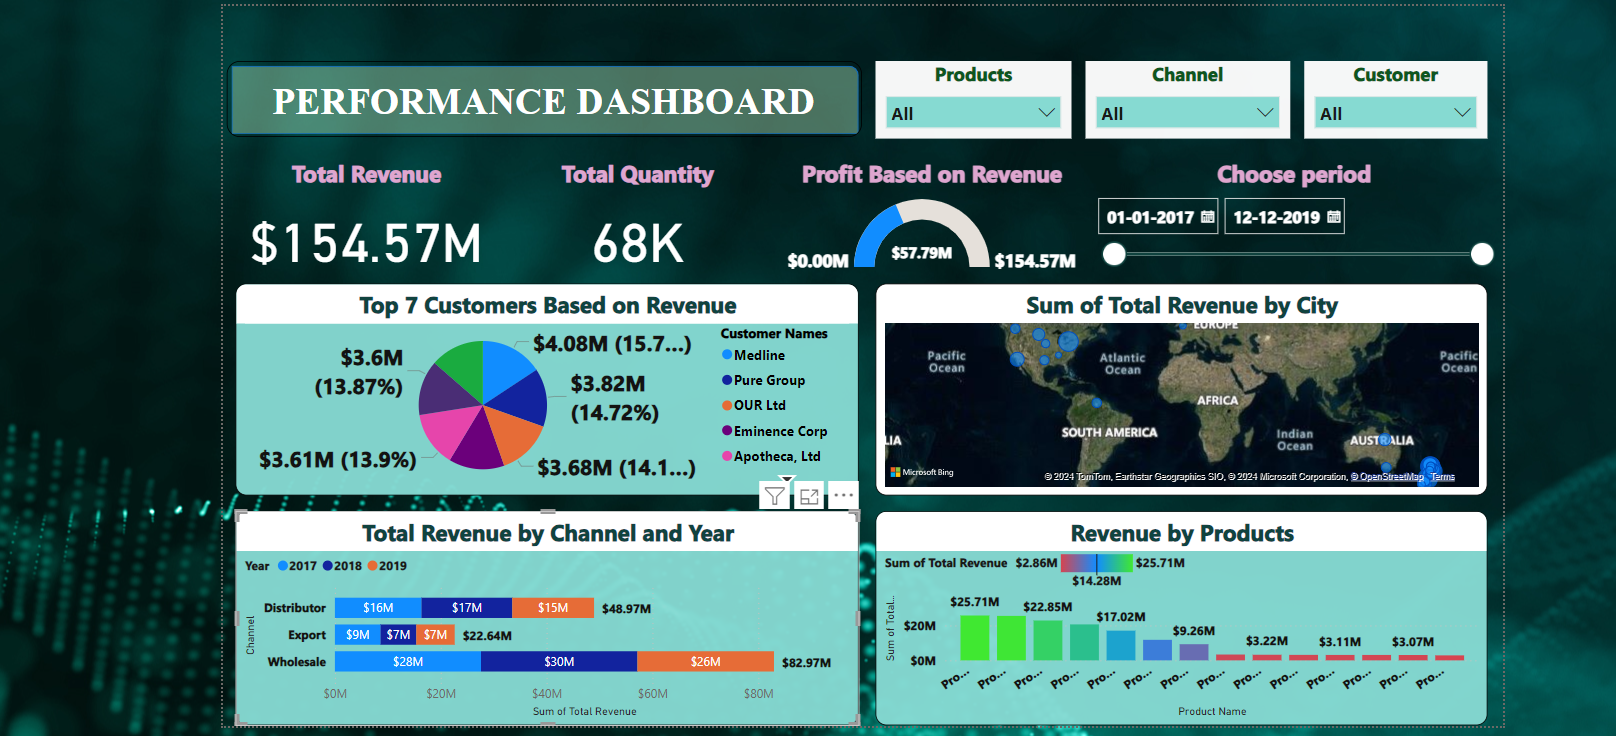 PERFORMANCE DASHBOARD
Products
All
Channel
All
Customer
All
Total Revenue
$154.57M
Total Quantity
68K
Profit Based on Revenue
$0.00M
$57.79M
$154.57M
Choose period
01-01-2017
12-12-2019
Top 7 Customers Based on Revenue
$4.08M (15.7...)
$3.82M
(14.72%)
$3.68M (14.1...)
$3.61M (13.9%)
$3.6M
(13.87%)
Customer Names
Medline
Pure Group
OUR Ltd
Eminence Corp
Apotheca, Ltd
Sum of Total Revenue by City
EUROPE
Pacific
Ocean
Atlantic
Ocean
Pacific
Ocean
AFRICA
SOUTH AMERICA
Indian
Ocean
LIA
AUSTRALIA
Microsoft Bing
© 2024 TomTom, Earthstar Geographics SIO, © 2024 Microsoft Corporation, © OpenStreetMap Terms
Total Revenue by Channel and Year
Year 2017 2018 2019
Channel
Distributor $16M $17M $15M $48.97M
Export $9M $7M $7M $22.64M
Wholesale $28M $30M $26M $82.97M
$0M $20M $40M $60M $80M
Sum of Total Revenue
Revenue by Products
Sum of Total Revenue $2.86M $25.71M
$14.28M
Sum of Total...
$20M
$0M
$25.71M $22.85M $17.02M $9.26M $3.22M $3.11M $3.07M
Pro... Pro... Pro... Pro... Pro... Pro... Pro... Pro... Pro... Pro... Pro... Pro... Pro... Pro...
Product Name